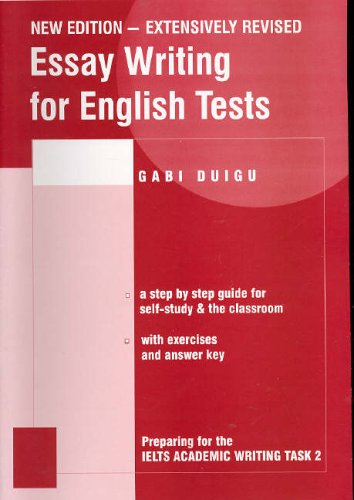 NEW EDITION – EXTENSIVELY REVISED
Essay Writing
for English Tests
GABI DUIGU
a step by step guide for
self-study & the classroom
with exercises
and answer key
Preparing for the
IELTS ACADEMIC WRITING TASK 2